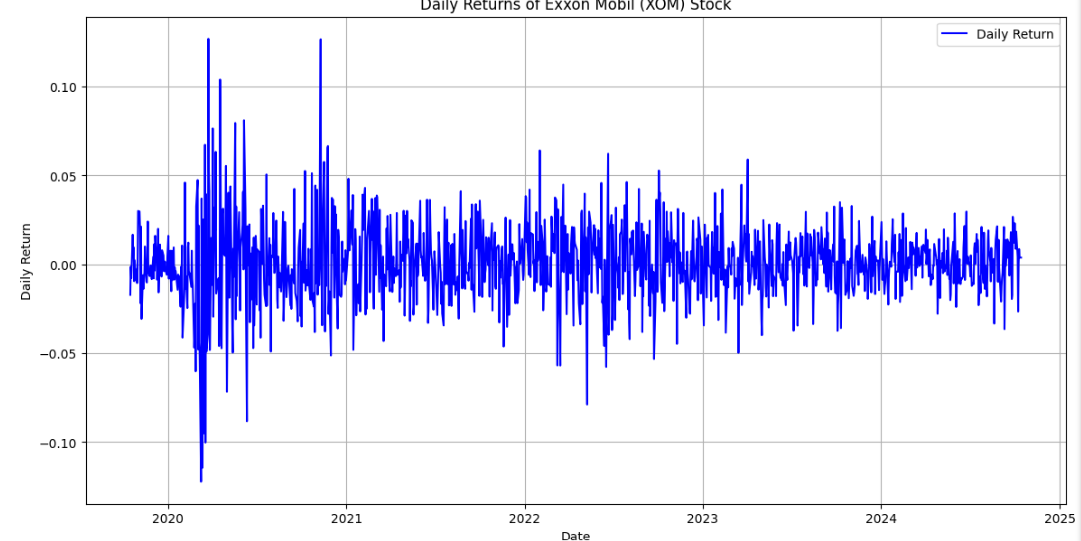 Daily Returns of Exxon Mobil (XOM) Stock
Daily Return
0.10
0.05
0.00
−0.05
−0.10
Daily Return
2020
2021
2022
2023
2024
2025
Date